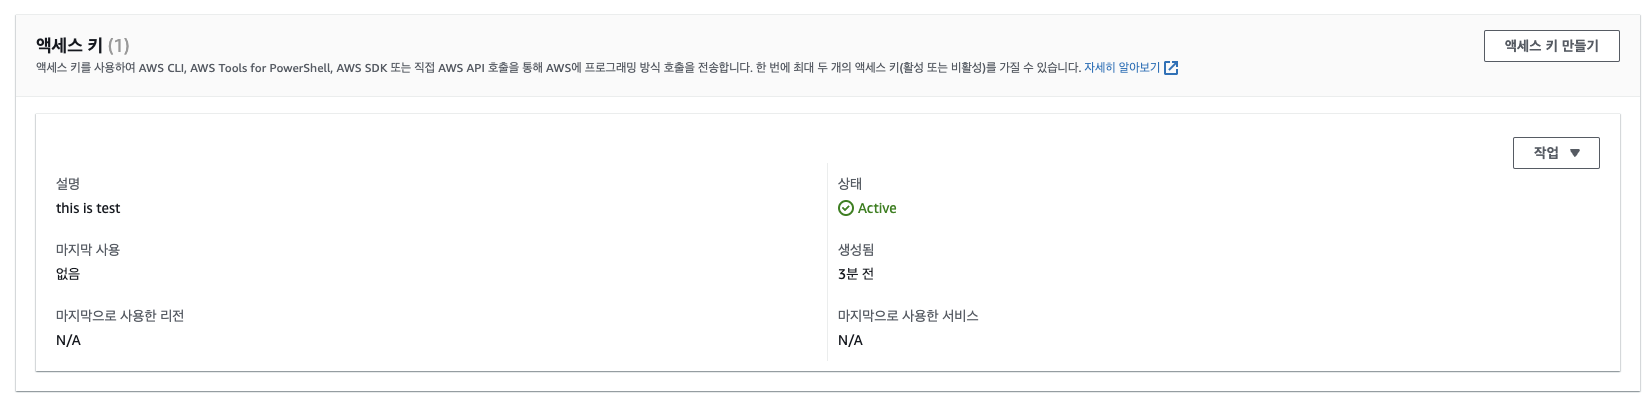 액세스 키 (1)
액세스 키 만들기
액세스 키를 사용하여 AWS CLI, AWS Tools for PowerShell, AWS SDK 또는 직접 AWS API 호출을 통해 AWS에 프로그래밍 방식 호출을 전송합니다. 한 번에 최대 두 개의 액세스 키(활성 또는 비활성)를 가질 수 있습니다. 자세히 알아보기
작업
설명
this is test
상태
Active
마지막 사용
없음
생성됨
3분 전
마지막으로 사용한 리전
N/A
마지막으로 사용한 서비스
N/A